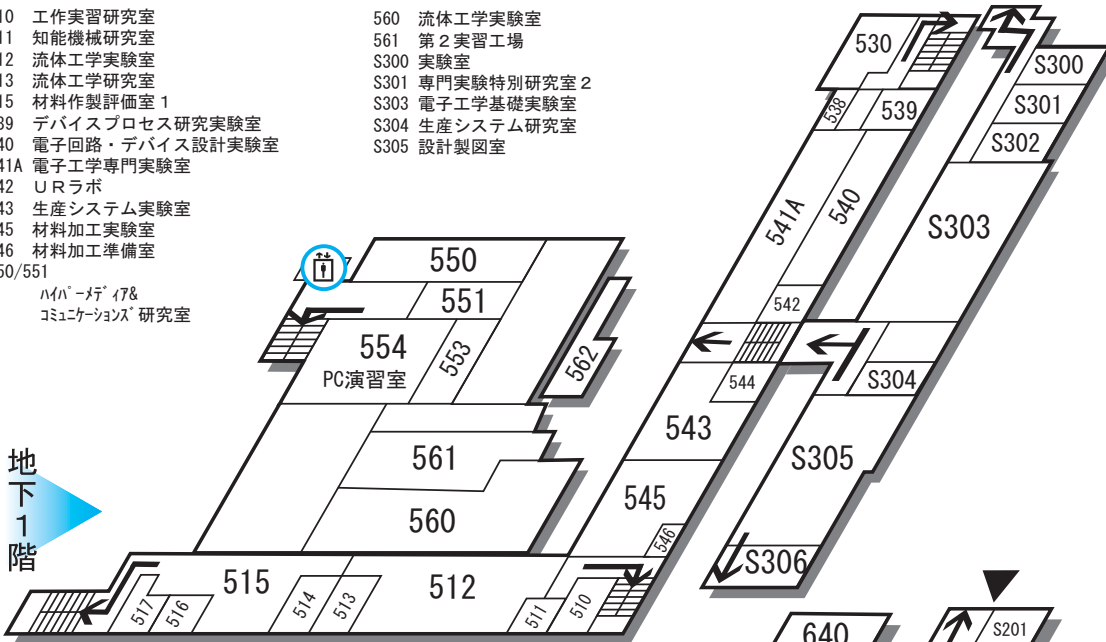 10 工作実習研究室
11 知能機械研究室
12 流体工学実験室
13 流体工学研究室
15 材料作製評価室1
39 デバイスプロセス研究実験室
40 電子回路・デバイス設計実験室
41A 電子工学専門実験室
42 URラボ
43 生産システム実験室
45 材料加工実験室
46 材料加工準備室
50/551
ハイパーメディア&
コミュニケーションズ研究室
560 流体工学実験室
561 第2実習工場
S300 実験室
S301 専門実験特別研究室2
S303 電子工学基礎実験室
S304 生産システム研究室
S305 設計製図室
530
538
539
541A
540
542
S300
S301
S302
S303
550
551
554
PC演習室
553
562
544
543
S304
S305
561
560
545
546
S306
地下1階
515
512
517
516
514
513
511
510
640
S201